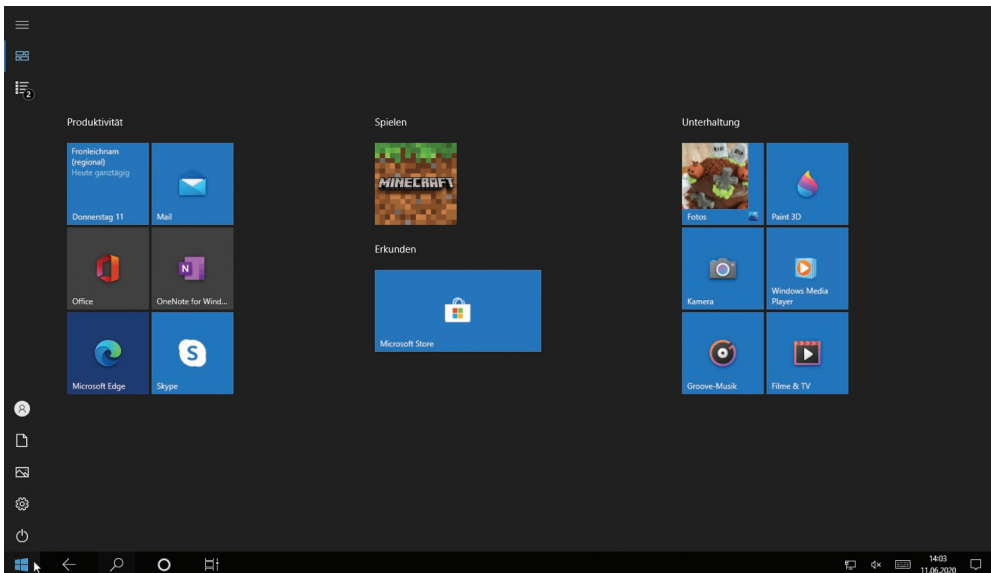 2
Produktivität
Fronleichnam
(regional)
Heute ganztägig
Donnerstag 11
Mail
Office
N
OneNote for Wind...
Microsoft Edge
S
Skype
Spielen
MINECRAFT
Erkunden
Microsoft Store
Unterhaltung
Fotos
Paint 3D
Kamera
Windows Media
Player
Groove-Musik
Filme & TV
14:03
11.06.2020